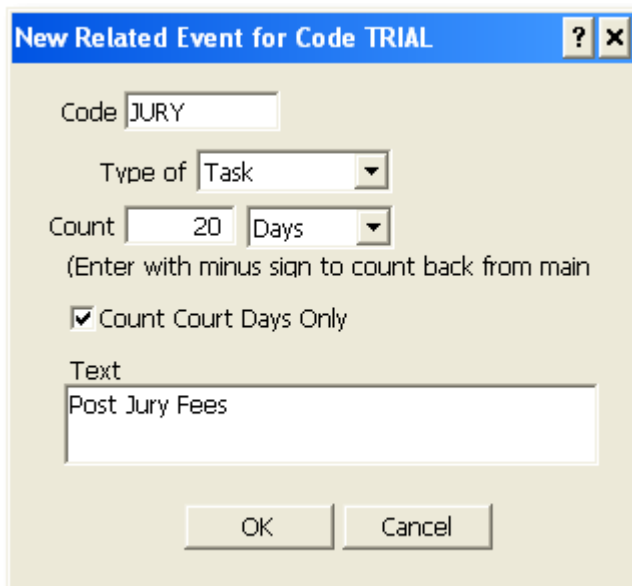 New Related Event for Code TRIAL
Code JURY
Type of Task
Count 20 Days
(Enter with minus sign to count back from main
Count Court Days Only
Text
Post Jury Fees
OK Cancel